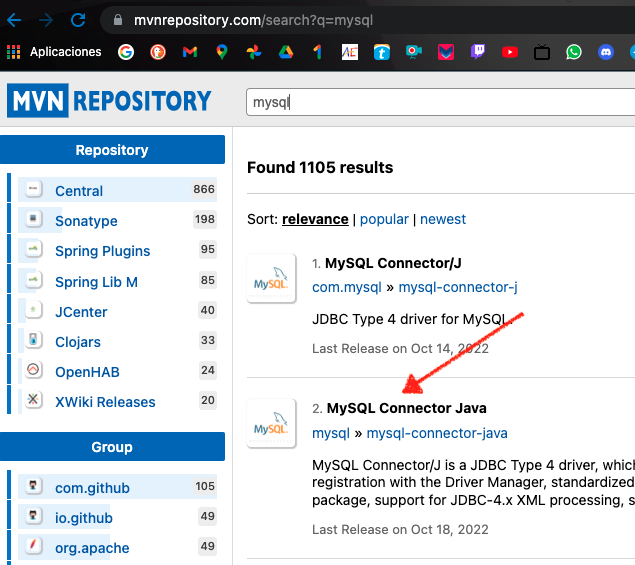 mvnrepository.com/search?q=mysql
Aplicaciones
MVN REPOSITORY
mysql
Repository
Central 866
Sonatype 198
Spring Plugins 95
Spring Lib M 85
JCenter 40
Clojars 33
OpenHAB 24
XWiki Releases 20
Group
com.github 105
io.github 49
org.apache 49
Found 1105 results
Sort: relevance | popular | newest
MySQL
1. MySQL Connector/J
com.mysql » mysql-connector-j
JDBC Type 4 driver for MySQL.
Last Release on Oct 14, 2022
MySQL
2. MySQL Connector Java
mysql » mysql-connector-java
MySQL Connector/J is a JDBC Type 4 driver, whic
registration with the Driver Manager, standardized
package, support for JDBC-4.x XML processing, s
Last Release on Oct 18, 2022